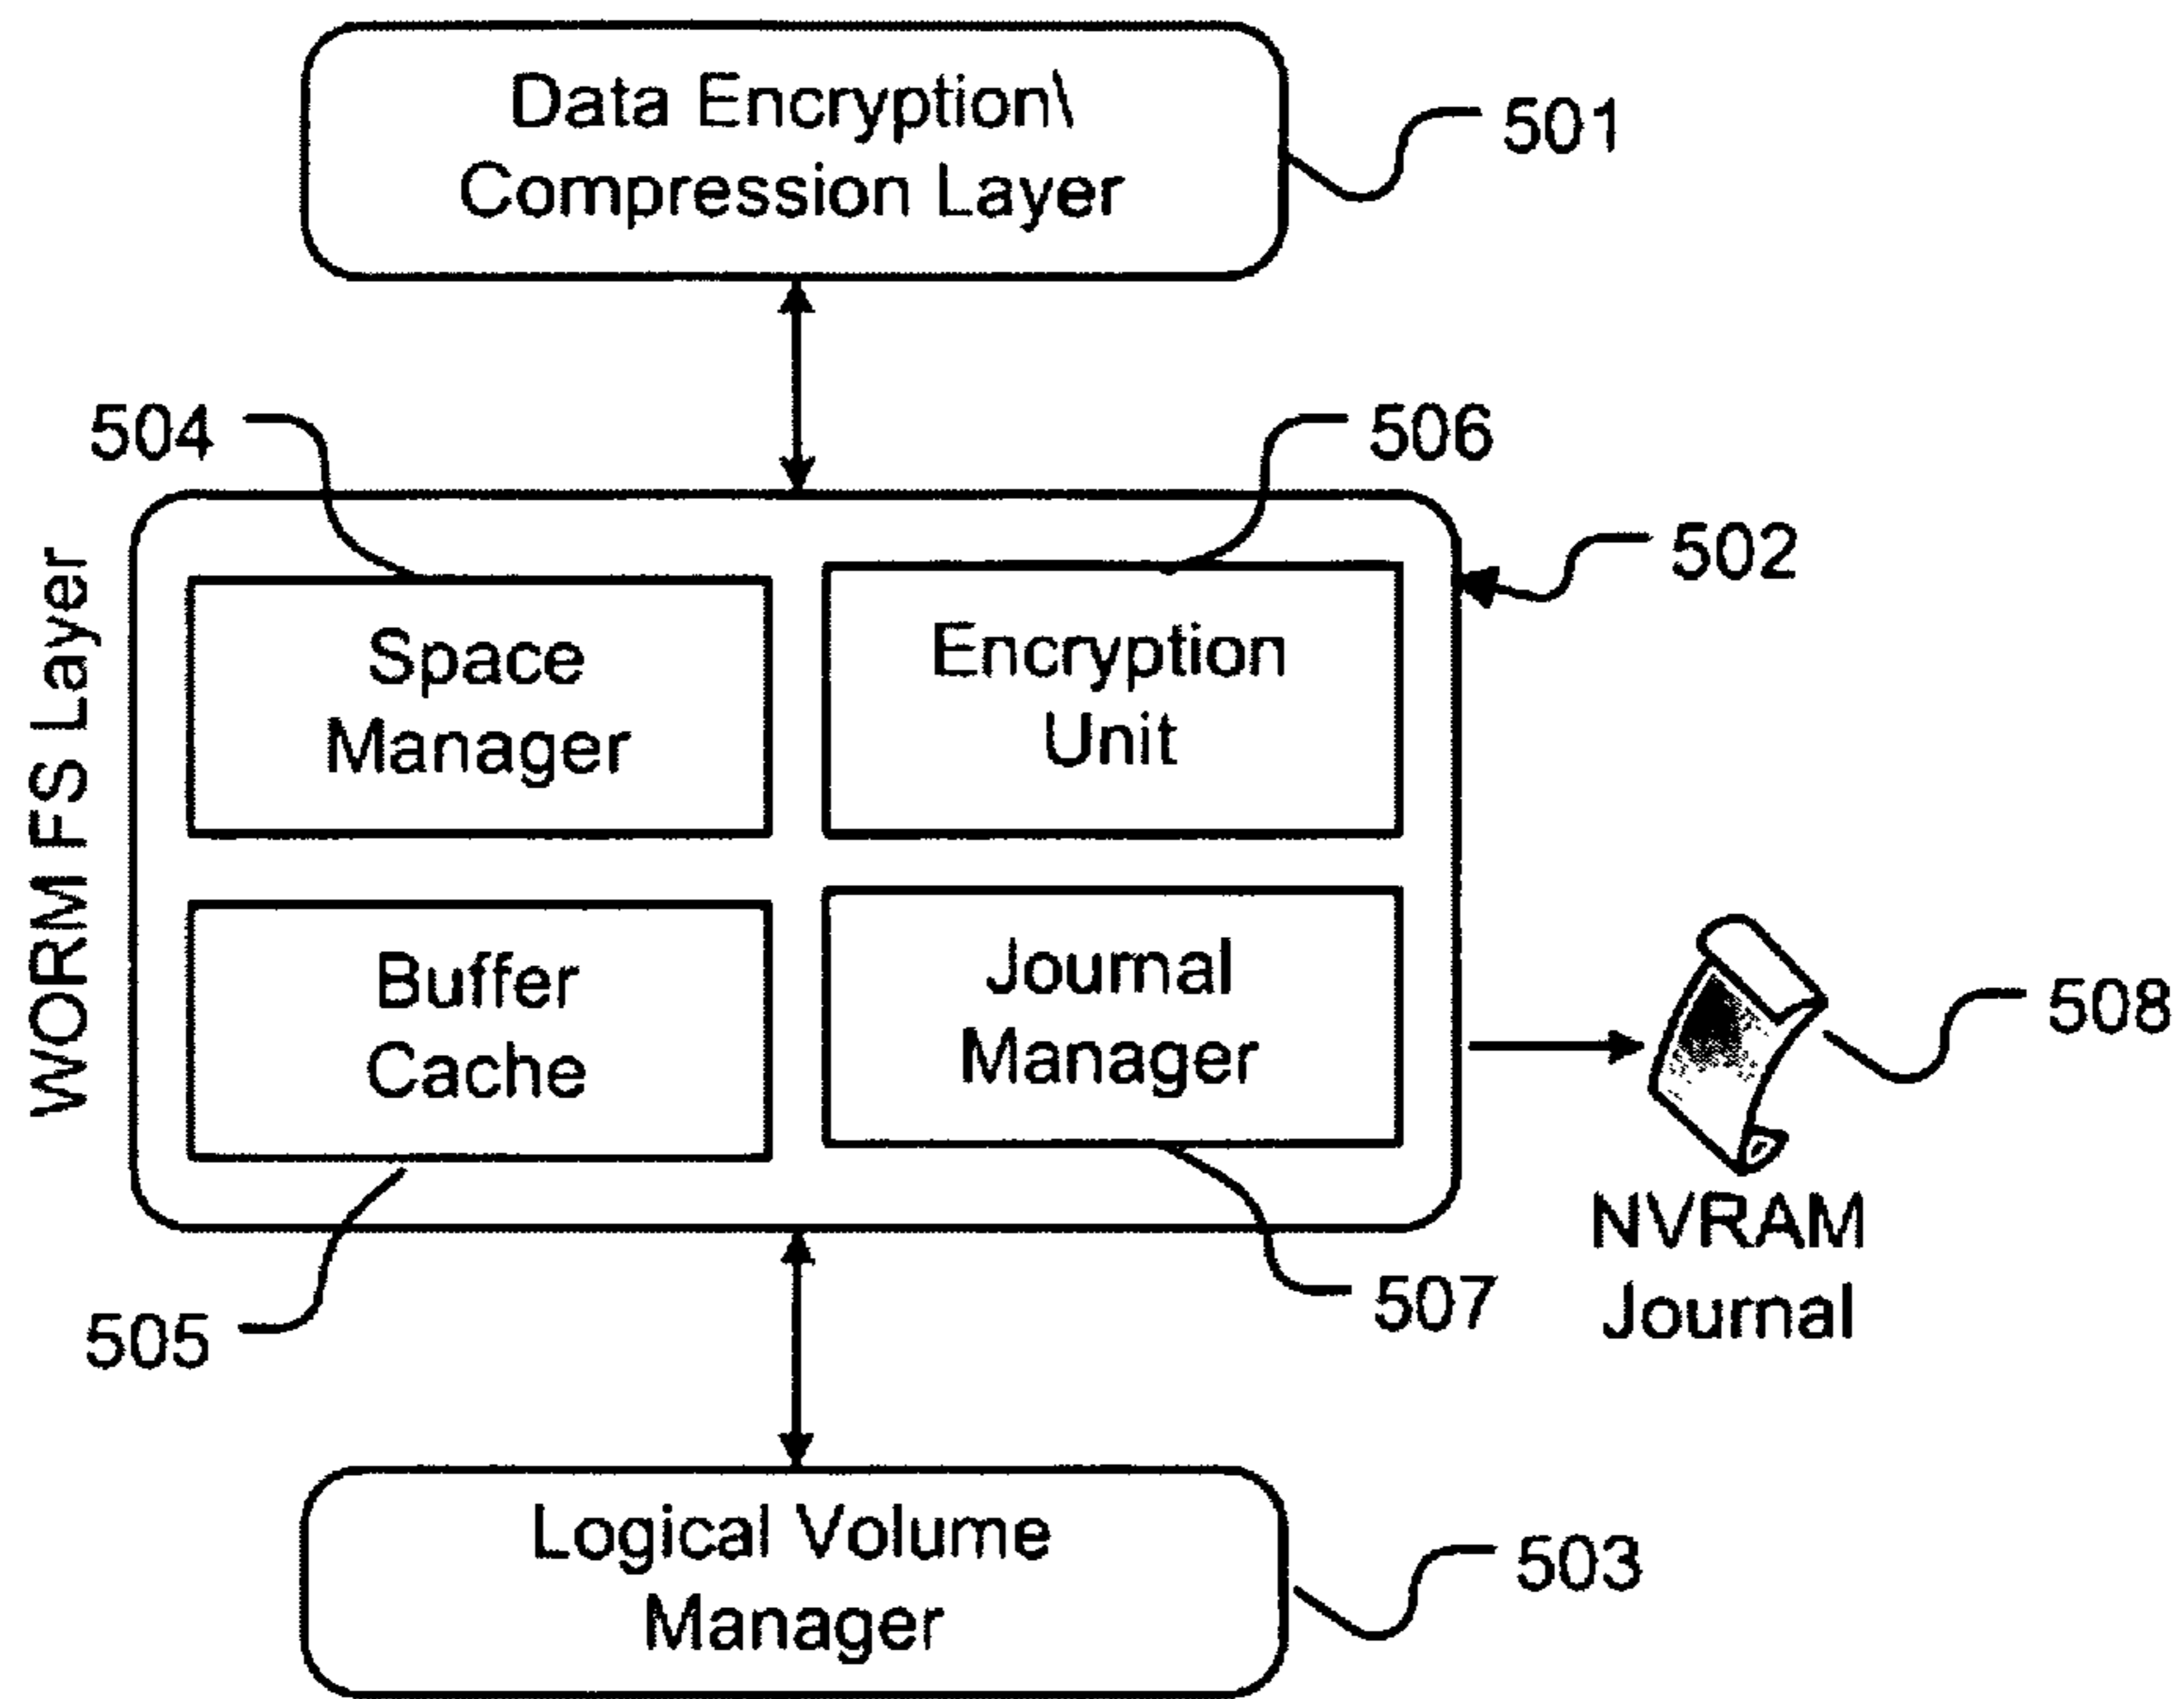 Data Encryption\
Compression Layer
501
504
506
502
WORM FS Layer
Space
Manager
Encryption
Unit
Buffer
Cache
Journal
Manager
508
NVRAM
Journal
505
507
Logical Volume
Manager
503